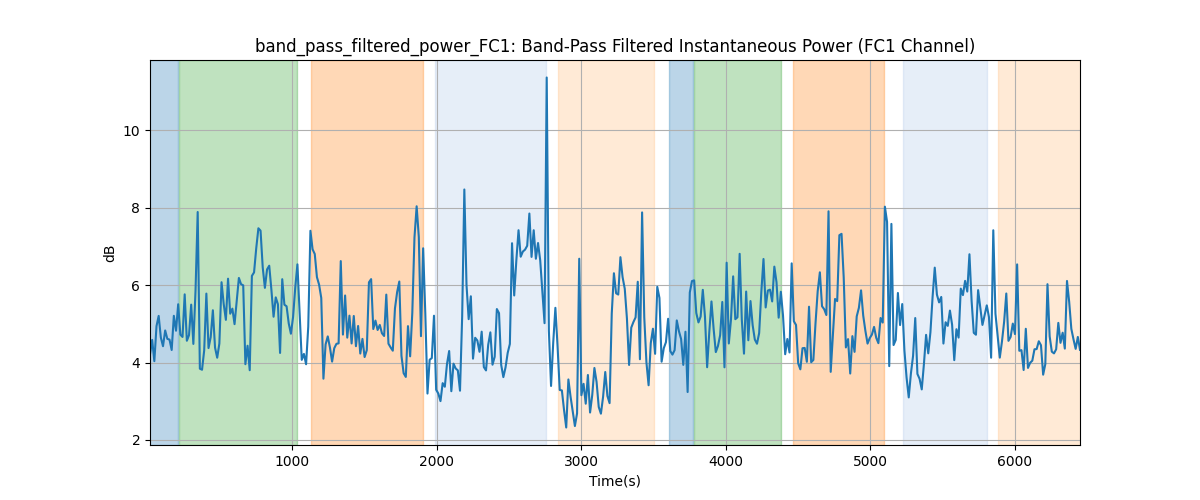 band_pass_filtered_power_FC1: Band-Pass Filtered Instantaneous Power (FC1 Channel)
dB
10
8
6
4
2
1000 2000 3000 4000 5000 6000
Time(s)